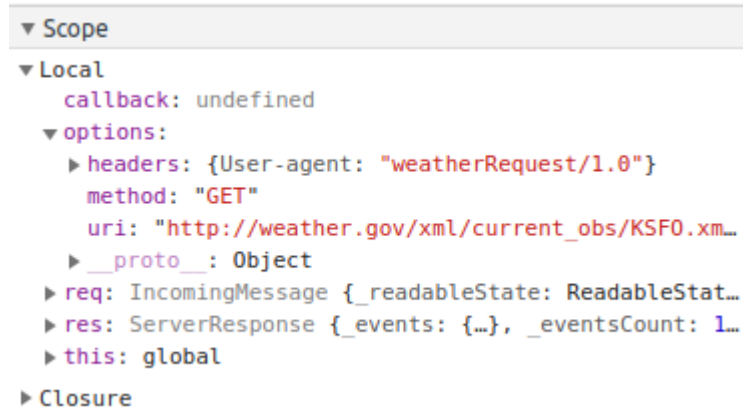 Scope
Local
callback: undefined
options:
headers: {User-agent: "weatherRequest/1.0"}
method: "GET"
uri: "http://weather.gov/xml/current_obs/KSFO.xm…
__proto__: Object
req: IncomingMessage {_readableState: ReadableStat…
res: ServerResponse {_events: {…}, _eventsCount: 1…
this: global
Closure